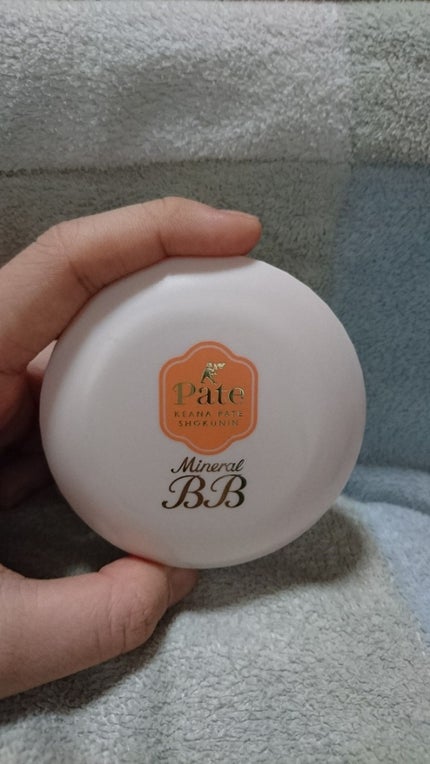 Pate
KEANA PATE
SHOKUNIN
Mineral
BB